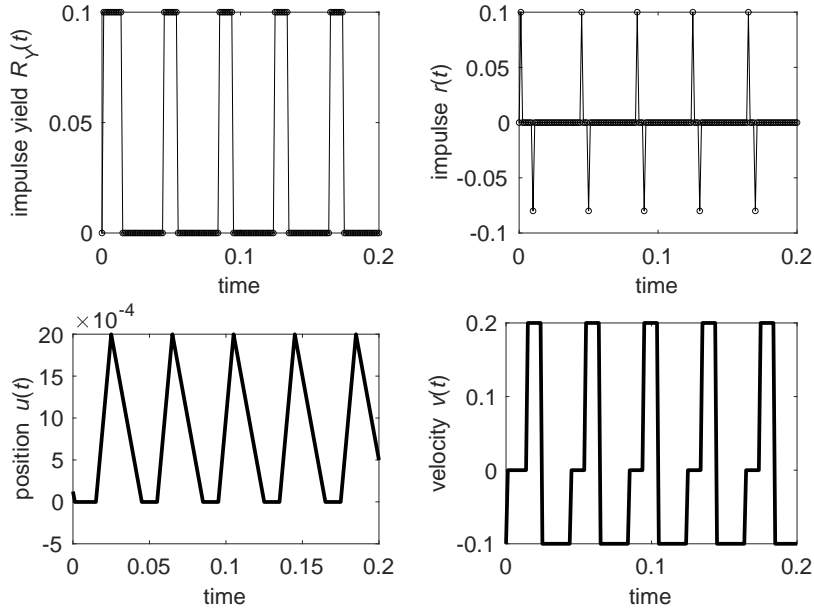 0.1
0.05
0
impulse yield R_Y(t)
0 0.1 0.2
time
0.1
0.05
0
-0.05
-0.1
impulse r(t)
0 0.1 0.2
time
×10⁻⁴
20
15
10
5
0
-5
position u(t)
0 0.05 0.1 0.15 0.2
time
0.2
0.1
0
-0.1
velocity v(t)
0 0.1 0.2
time